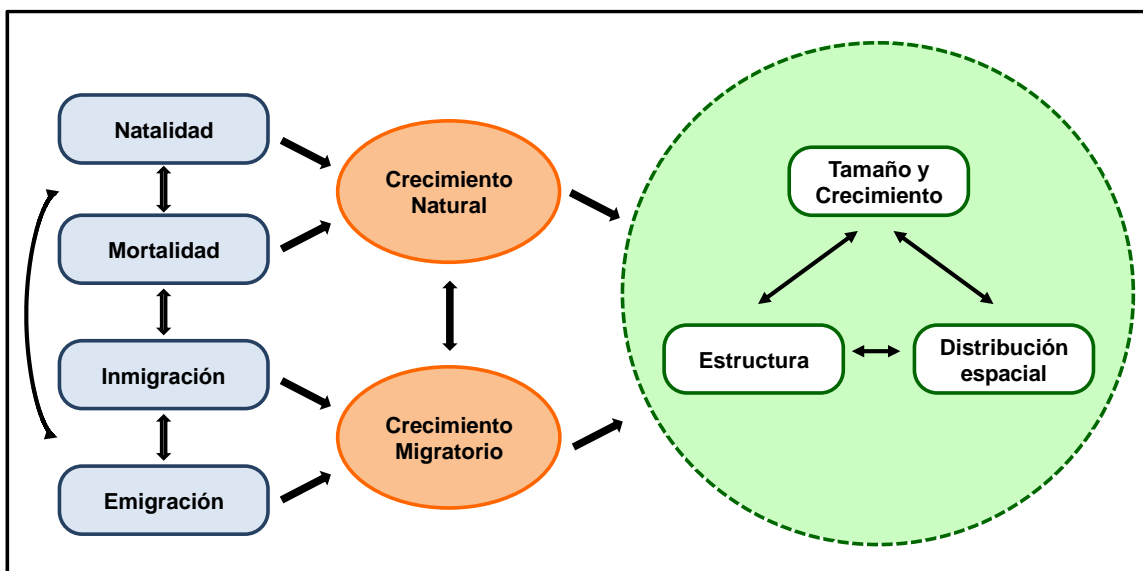 Natalidad
Mortalidad
Inmigración
Emigración
Crecimiento
Natural
Crecimiento
Migratorio
Tamaño y
Crecimiento
Estructura
Distribución
espacial